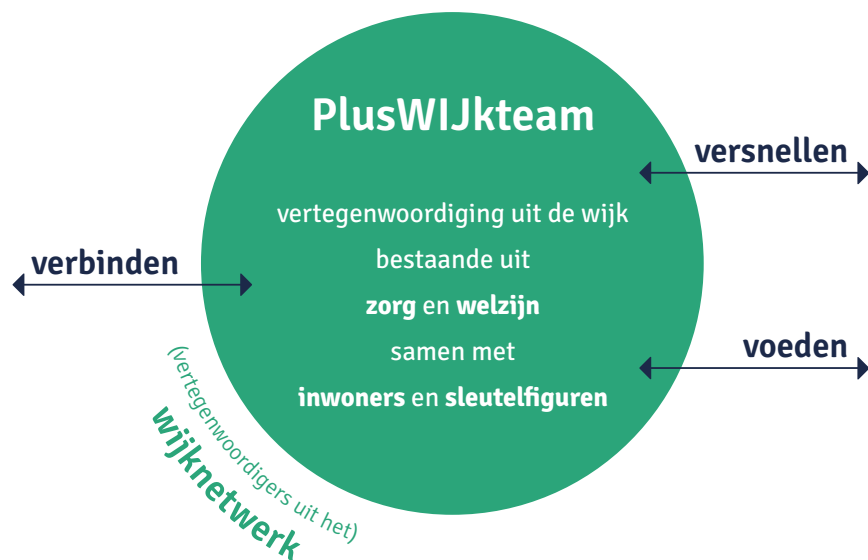 PlusWIJkteam
versnellen
vertegenwoordiging uit de wijk
verbinden
bestaande uit
zorg en welzijn
samen met
voeden
inwoners en sleutelfiguren
(vertegenwoordigers uit het)
wijknetwerk